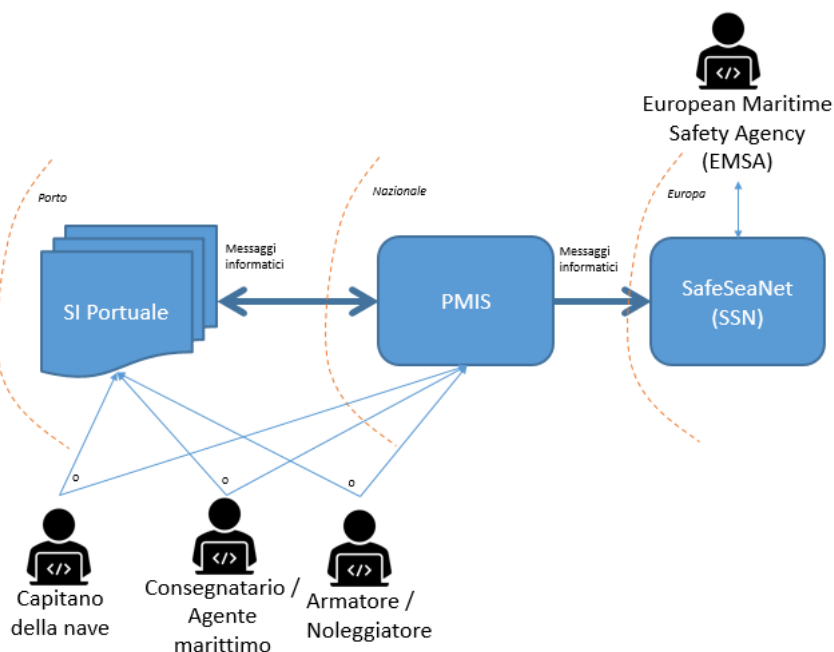 European Maritime
Safety Agency
(EMSA)
Porto
Nazionale
Europa
Messaggi
informatici
Messaggi
informatici
SI Portuale
PMIS
SafeSeaNet
(SSN)
o
o
o
</>
</>
</>
</>
Capitano
della nave
Consegnatario /
Agente
marittimo
Armatore /
Noleggiatore